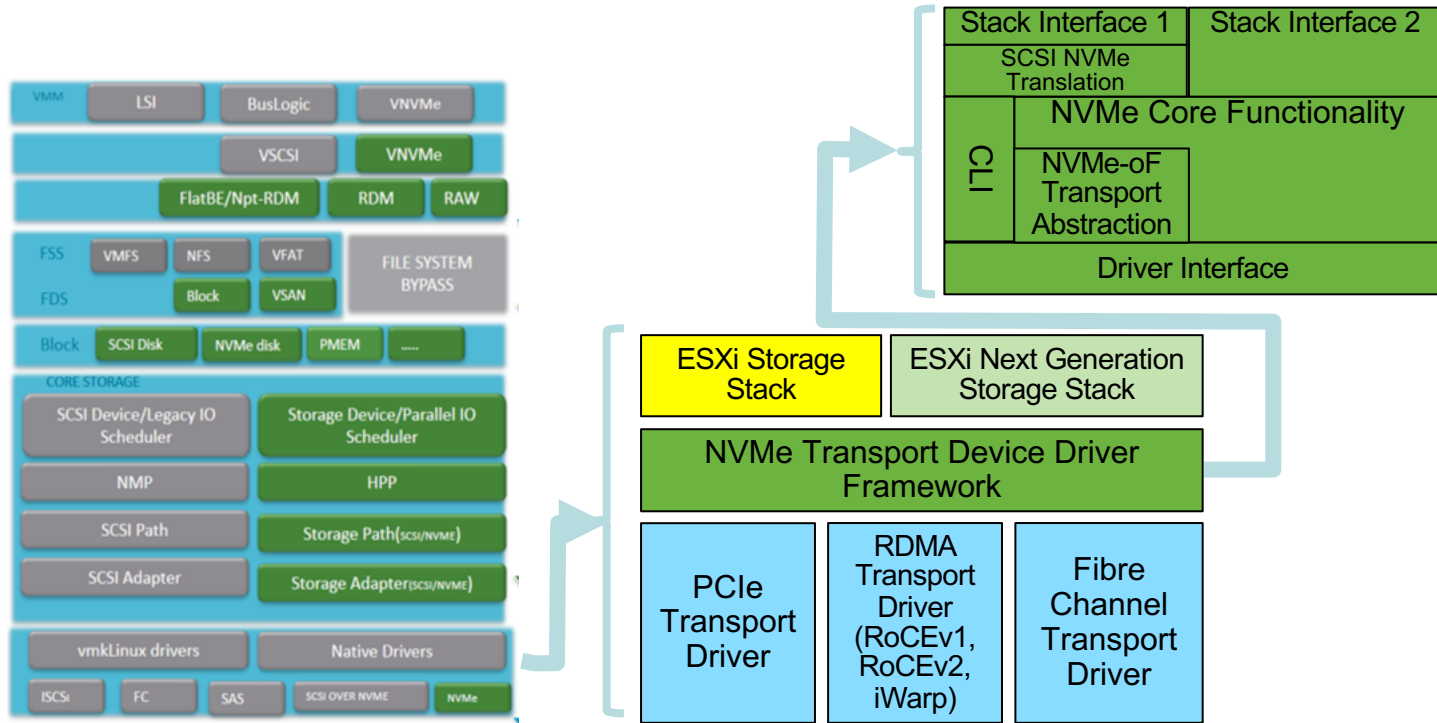 VMM
LSI
BusLogic
VNVMe
VSCSI
VNVMe
FlatBE/Npt-RDM
RDM
RAW
FSS
VMFS
NFS
VFAT
FILE SYSTEM
BYPASS
FDS
Block
VSAN
Block
SCSI Disk
NVMe disk
PMEM
.....
CORE STORAGE
SCSI Device/Legacy IO
Scheduler
Storage Device/Parallel IO
Scheduler
NMP
HPP
SCSI Path
Storage Path(SCSI/NVME)
SCSI Adapter
Storage Adapter(SCSI/NVME)
vmkLinux drivers
Native Drivers
ISCSi
FC
SAS
SCSI OVER NVME
NVMe
ESXi Storage
Stack
ESXi Next Generation
Storage Stack
NVMe Transport Device Driver
Framework
PCIe
Transport
Driver
RDMA
Transport
Driver
(RoCEv1,
RoCEv2,
iWarp)
Fibre
Channel
Transport
Driver
Stack Interface 1
Stack Interface 2
SCSI NVMe
Translation
CLI
NVMe Core Functionality
NVMe-oF
Transport
Abstraction
Driver Interface